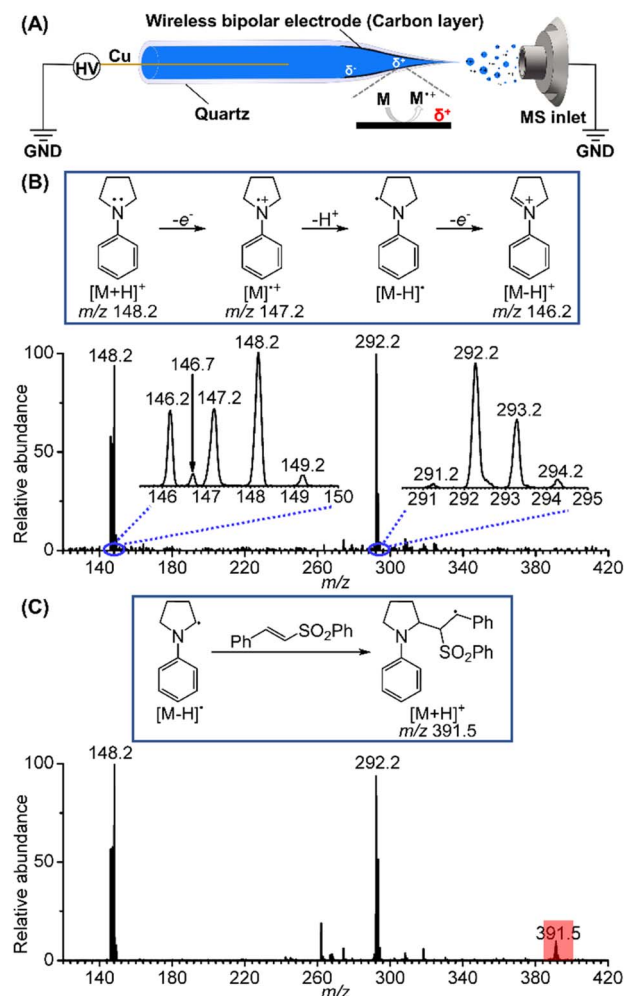 (A)
Wireless bipolar electrode (Carbon layer)
HV
Cu
δ-
δ+
Quartz
M
M•+
δ+
MS inlet
GND
GND
(B)
N
-e-
N
•+
-H+
•
N
-e-
N
+
[M+H]+
m/z 148.2
[M]•+
m/z 147.2
[M-H]•
[M-H]+
m/z 146.2
Relative abundance
100
50
0
148.2
146.2
146.7
147.2
148.2
149.2
146 147 148 149 150
292.2
291.2
292.2
293.2
294.2
291 292 293 294 295
140 180 220 260 300 340 380 420
m/z
(C)
N
•
[M-H]•
Ph
SO2Ph
N
•
Ph
SO2Ph
[M+H]+
m/z 391.5
Relative abundance
100
50
0
148.2
292.2
391.5
140 180 220 260 300 340 380 420
m/z